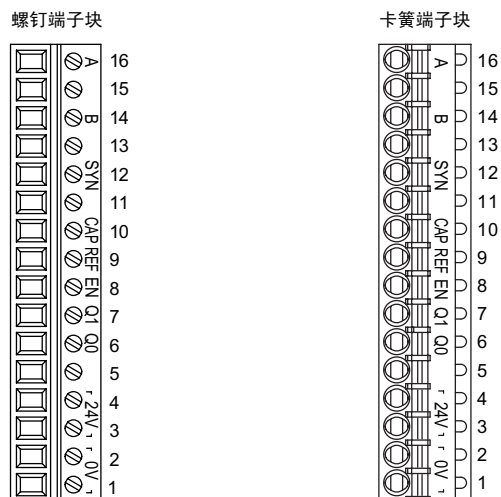 螺钉端子块 卡簧端子块
A 16 A 16
15 15
B 14 B 14
13 13
SYN 12 SYN 12
11 11
CAP 10 CAP 10
REF 9 REF 9
EN 8 EN 8
Q1 7 Q1 7
Q0 6 Q0 6
5 5
4 4
24V 24V
3 3
2 2
0V 0V
1 1